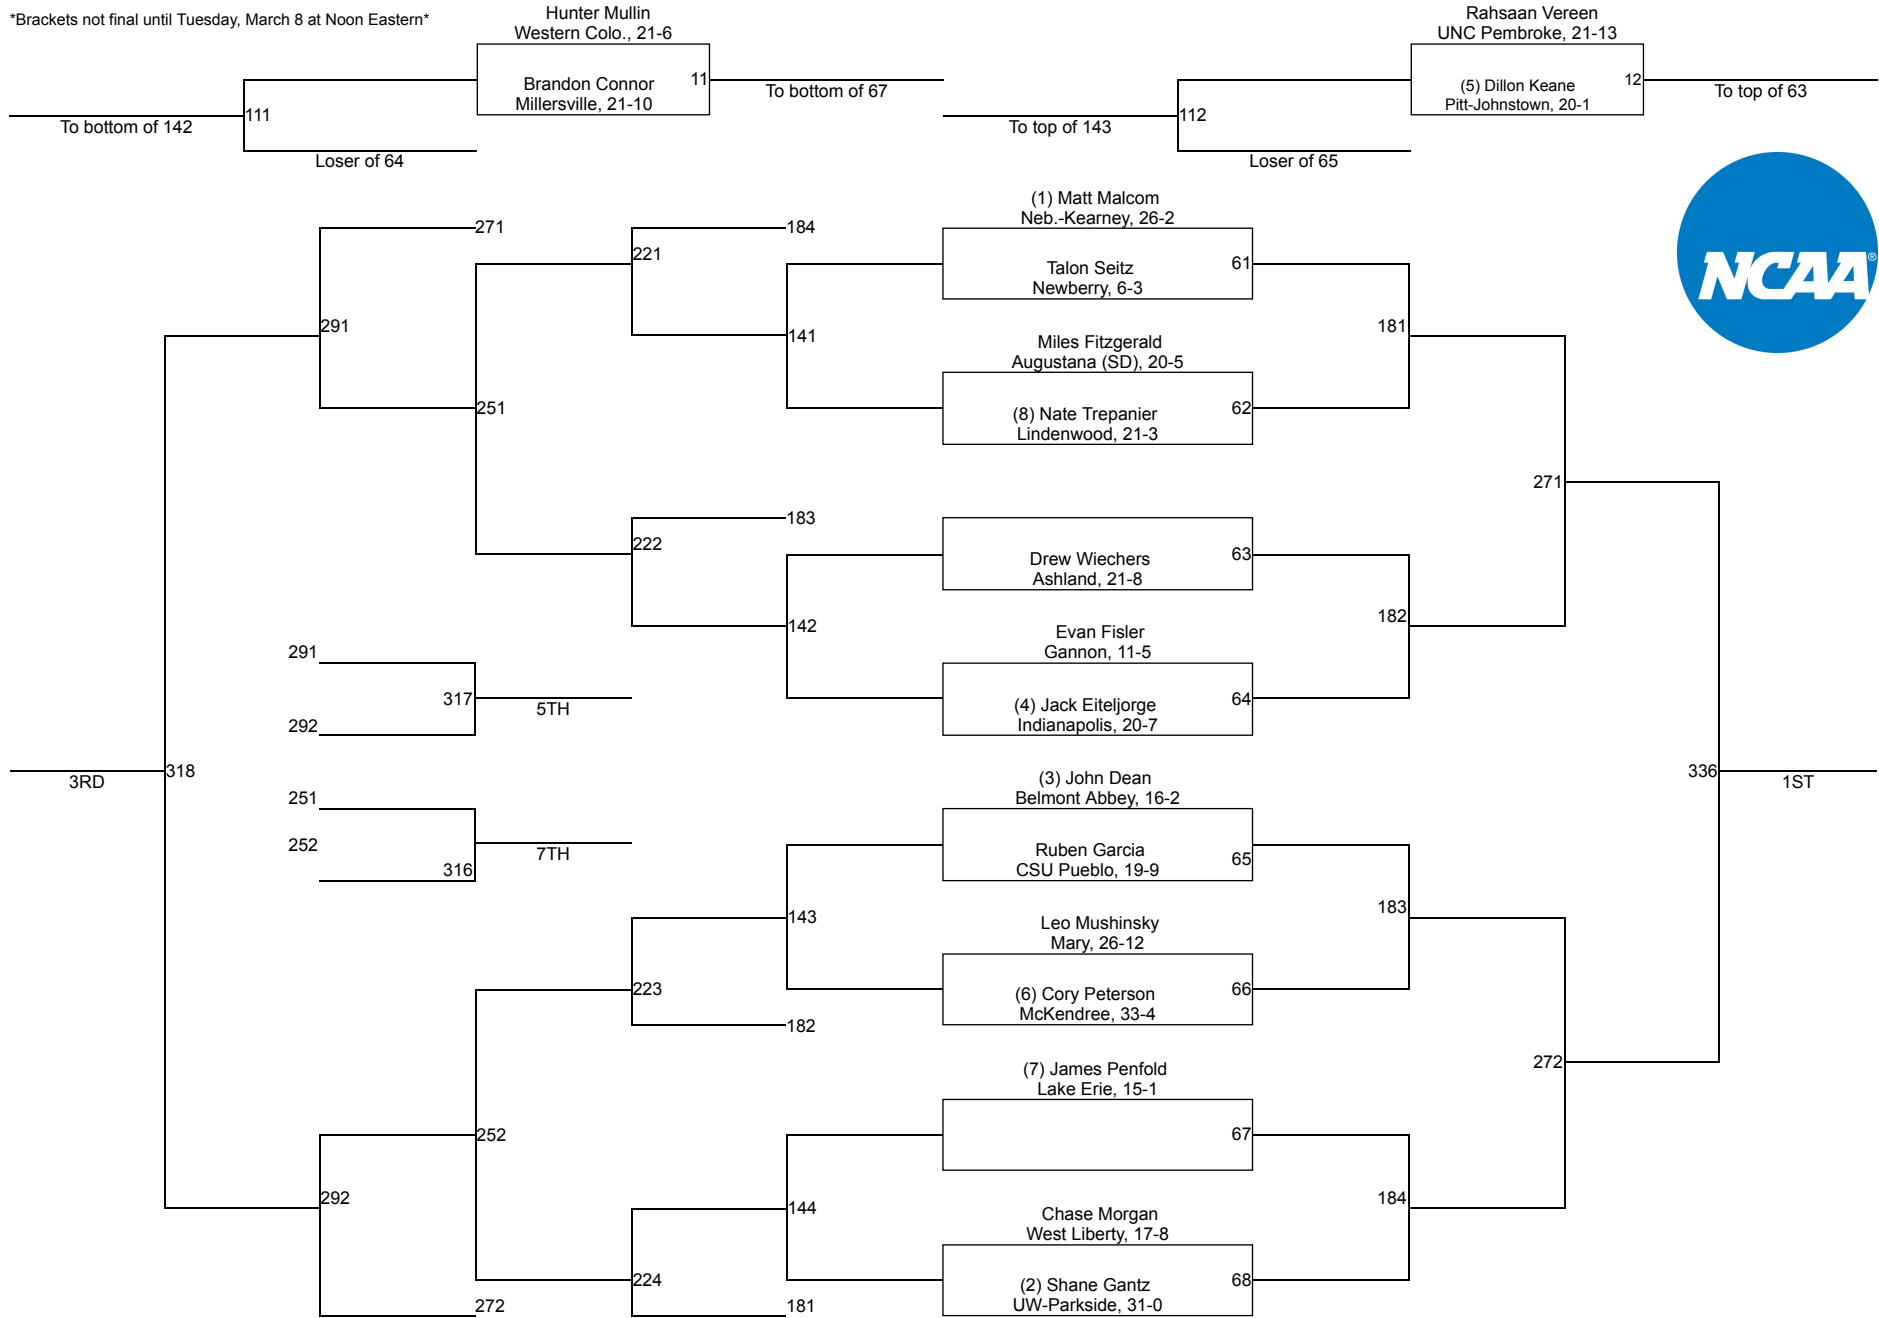 *Brackets not final until Tuesday, March 8 at Noon Eastern*
Hunter Mullin
Western Colo., 21-6
Brandon Connor
Millersville, 21-10
11
To bottom of 67
111
To bottom of 142
Loser of 64
Rahsaan Vereen
UNC Pembroke, 21-13
(5) Dillon Keane
Pitt-Johnstown, 20-1
12
To top of 63
112
To top of 143
Loser of 65
NCAA®
(1) Matt Malcom
Neb.-Kearney, 26-2
271
184
221
Talon Seitz
Newberry, 6-3
61
291
141
181
Miles Fitzgerald
Augustana (SD), 20-5
251
(8) Nate Trepanier
Lindenwood, 21-3
62
271
183
222
Drew Wiechers
Ashland, 21-8
63
142
182
Evan Fisler
Gannon, 11-5
291
317
5TH
292
(4) Jack Eiteljorge
Indianapolis, 20-7
64
318
3RD
336
1ST
(3) John Dean
Belmont Abbey, 16-2
251
252
7TH
316
Ruben Garcia
CSU Pueblo, 19-9
65
143
183
Leo Mushinsky
Mary, 26-12
223
(6) Cory Peterson
McKendree, 33-4
66
182
272
(7) James Penfold
Lake Erie, 15-1
252
67
292
144
184
Chase Morgan
West Liberty, 17-8
224
(2) Shane Gantz
UW-Parkside, 31-0
68
272
181